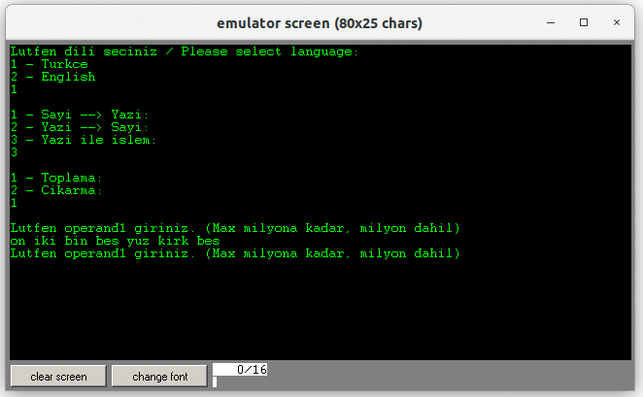 emulator screen (80x25 chars)
Lutfen dili seciniz / Please select language:
1 - Turkce
2 - English
1
1 - Sayi --> Yazi:
2 - Yazi --> Sayi:
3 - Yazi ile islem:
3
1 - Toplama:
2 - Cikarma:
1
Lutfen operand1 giriniz. (Max milyona kadar, milyon dahil)
on iki bin bes yuz kirk bes
Lutfen operand1 giriniz. (Max milyona kadar, milyon dahil)
clear screen change font 0/16